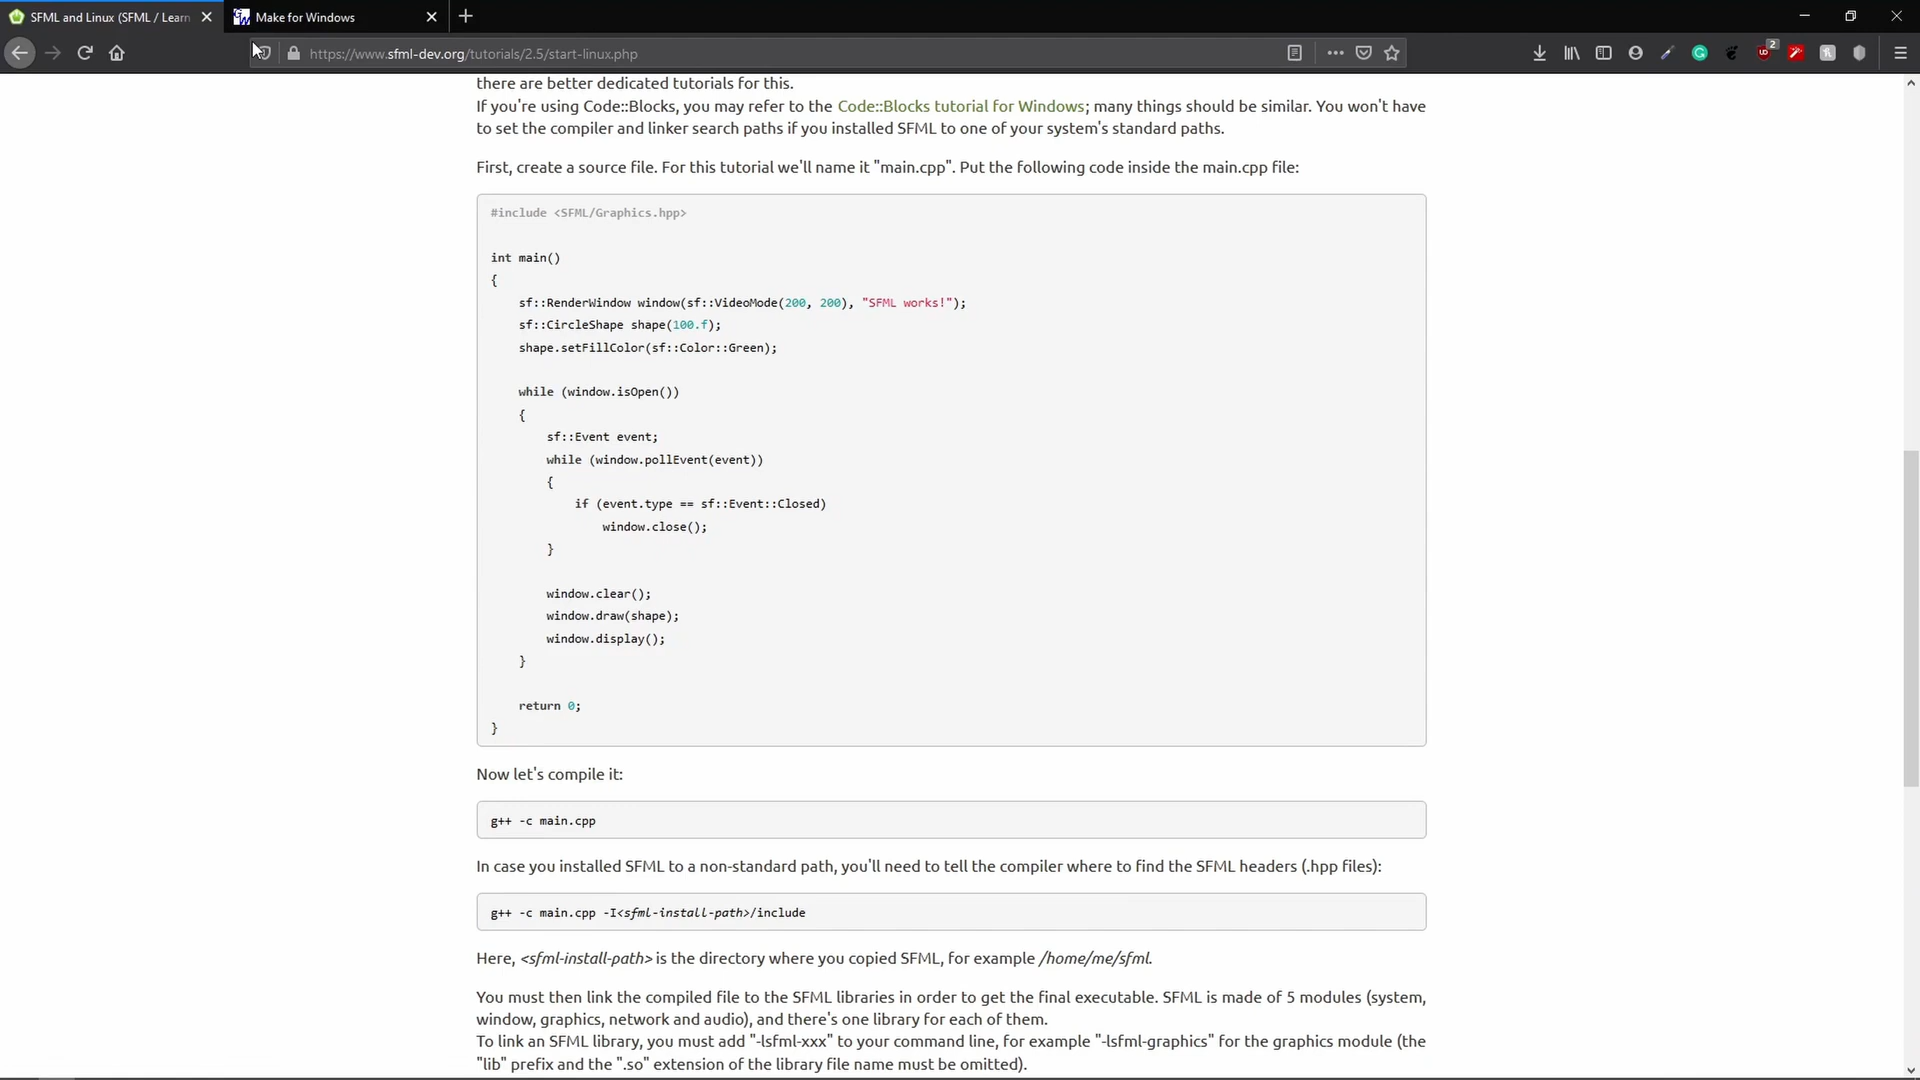 SFML and Linux (SFML / Learn
Make for Windows
https://www.sfml-dev.org/tutorials/2.5/start-linux.php
2
there are better dedicated tutorials for this.
If you're using Code::Blocks, you may refer to the Code::Blocks tutorial for Windows; many things should be similar. You won't have
to set the compiler and linker search paths if you installed SFML to one of your system's standard paths.
First, create a source file. For this tutorial we'll name it "main.cpp". Put the following code inside the main.cpp file:
#include <SFML/Graphics.hpp>
int main()
{
sf::RenderWindow window(sf::VideoMode(200, 200), "SFML works!");
sf::CircleShape shape(100.f);
shape.setFillColor(sf::Color::Green);
while (window.isOpen())
{
sf::Event event;
while (window.pollEvent(event))
{
if (event.type == sf::Event::Closed)
window.close();
}
window.clear();
window.draw(shape);
window.display();
}
return 0;
}
Now let's compile it:
g++ -c main.cpp
In case you installed SFML to a non-standard path, you'll need to tell the compiler where to find the SFML headers (.hpp files):
g++ -c main.cpp -I<sfml-install-path>/include
Here, <sfml-install-path> is the directory where you copied SFML, for example /home/me/sfml.
You must then link the compiled file to the SFML libraries in order to get the final executable. SFML is made of 5 modules (system,
window, graphics, network and audio), and there's one library for each of them.
To link an SFML library, you must add "-lsfml-xxx" to your command line, for example "-lsfml-graphics" for the graphics module (the
"lib" prefix and the ".so" extension of the library file name must be omitted).